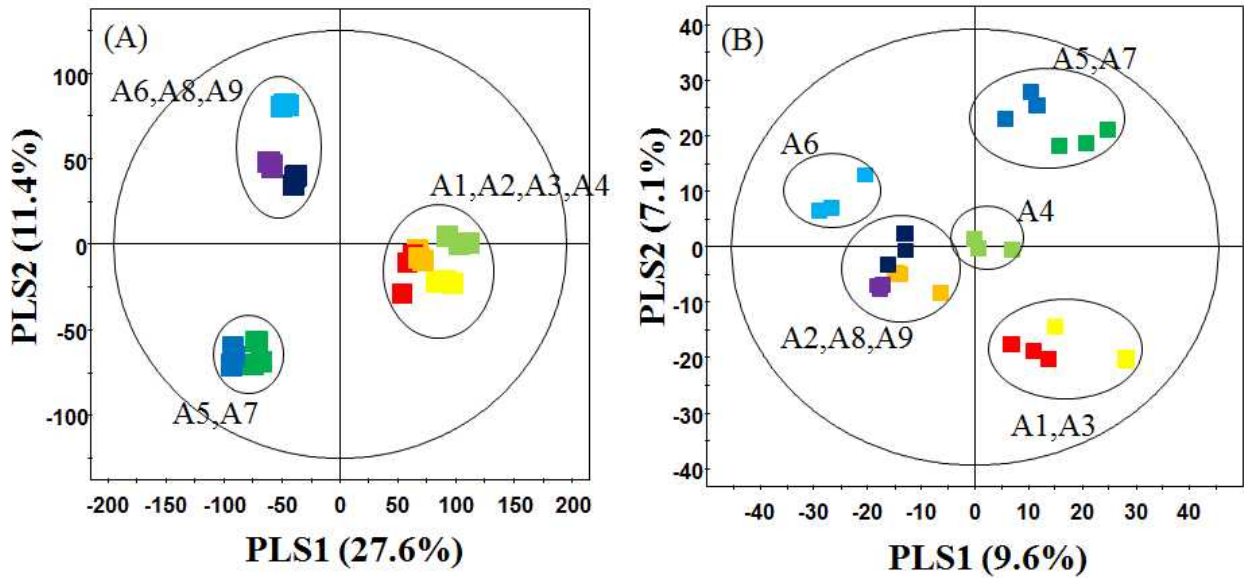 (A)
A6,A8,A9
A1,A2,A3,A4
A5,A7
PLS2 (11.4%)
100
50
0
-50
-100
-200 -150 -100 -50 0 50 100 150 200
PLS1 (27.6%)
(B)
A5,A7
A6
A4
A2,A8,A9
A1,A3
PLS2 (7.1%)
40
30
20
10
0
-10
-20
-30
-40
-40 -30 -20 -10 0 10 20 30 40
PLS1 (9.6%)